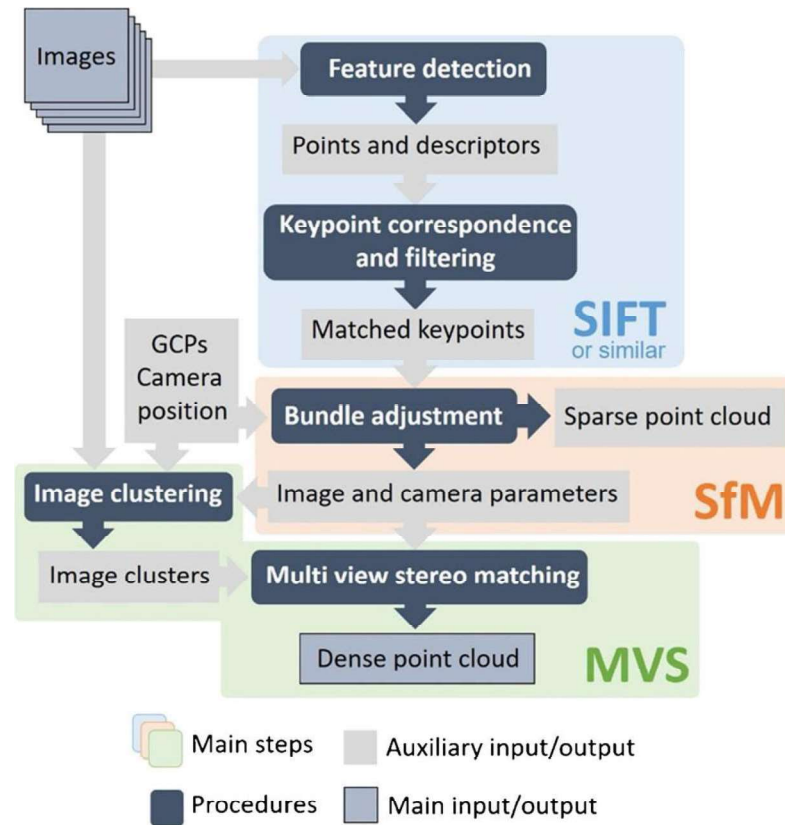 Images
Feature detection
Points and descriptors
Keypoint correspondence
and filtering
Matched keypoints
SIFT
or similar
GCPs
Camera
position
Bundle adjustment
Sparse point cloud
Image clustering
Image and camera parameters
SfM
Image clusters
Multi view stereo matching
Dense point cloud
MVS
Main steps
Auxiliary input/output
Procedures
Main input/output